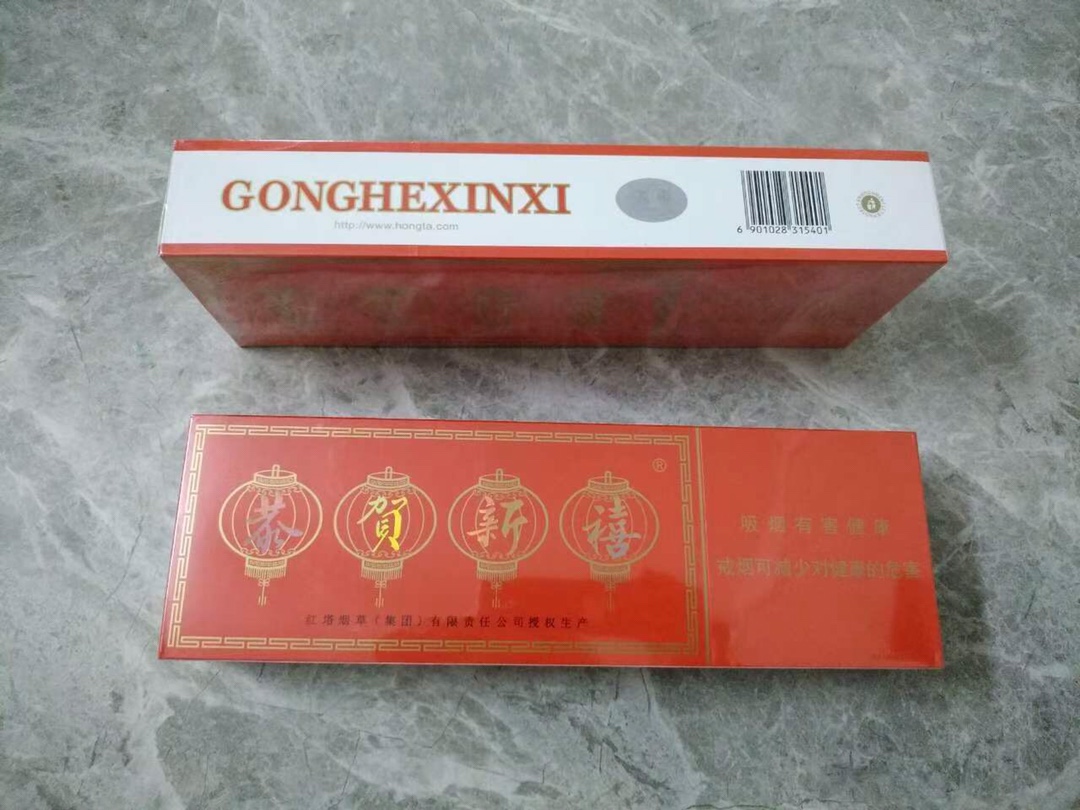 GONGHEXINXI
http://www.hongta.com
6 901028 315401
恭賀新禧
®
红塔烟草(集团)有限责任公司授权生产
吸烟有害健康
戒烟可减少对健康的危害